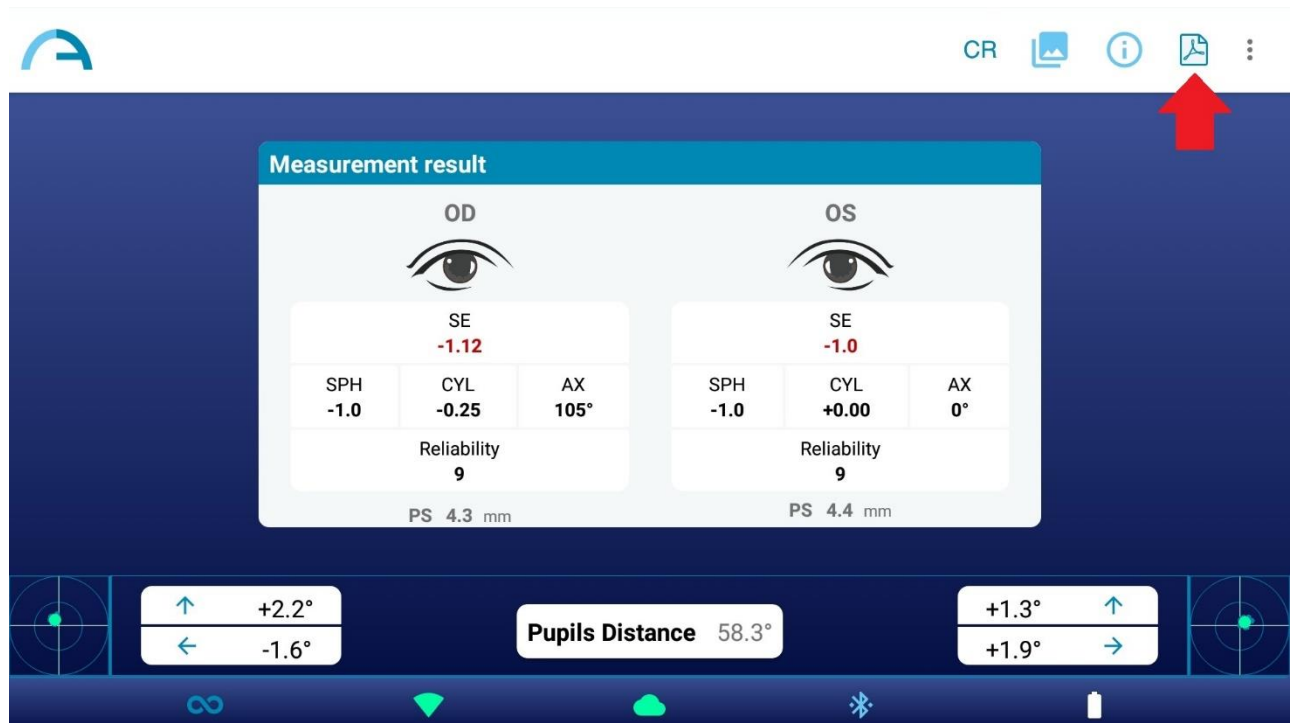 CR
Measurement result
OD OS
SE SE
-1.12 -1.0
SPH CYL AX SPH CYL AX
-1.0 -0.25 105° -1.0 +0.00 0°
Reliability Reliability
9 9
PS 4.3 mm PS 4.4 mm
+2.2° +1.3°
Pupils Distance 58.3°
-1.6° +1.9°